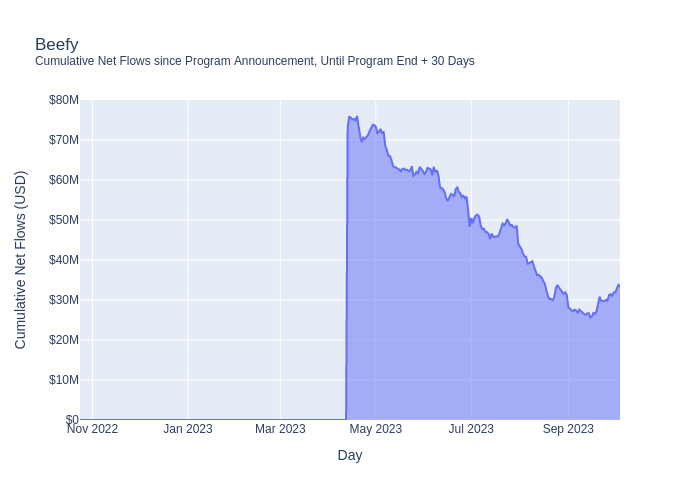 Beefy
Cumulative Net Flows since Program Announcement, Until Program End + 30 Days
Cumulative Net Flows (USD)
$80M
$70M
$60M
$50M
$40M
$30M
$20M
$10M
$0
Nov 2022 Jan 2023 Mar 2023 May 2023 Jul 2023 Sep 2023
Day